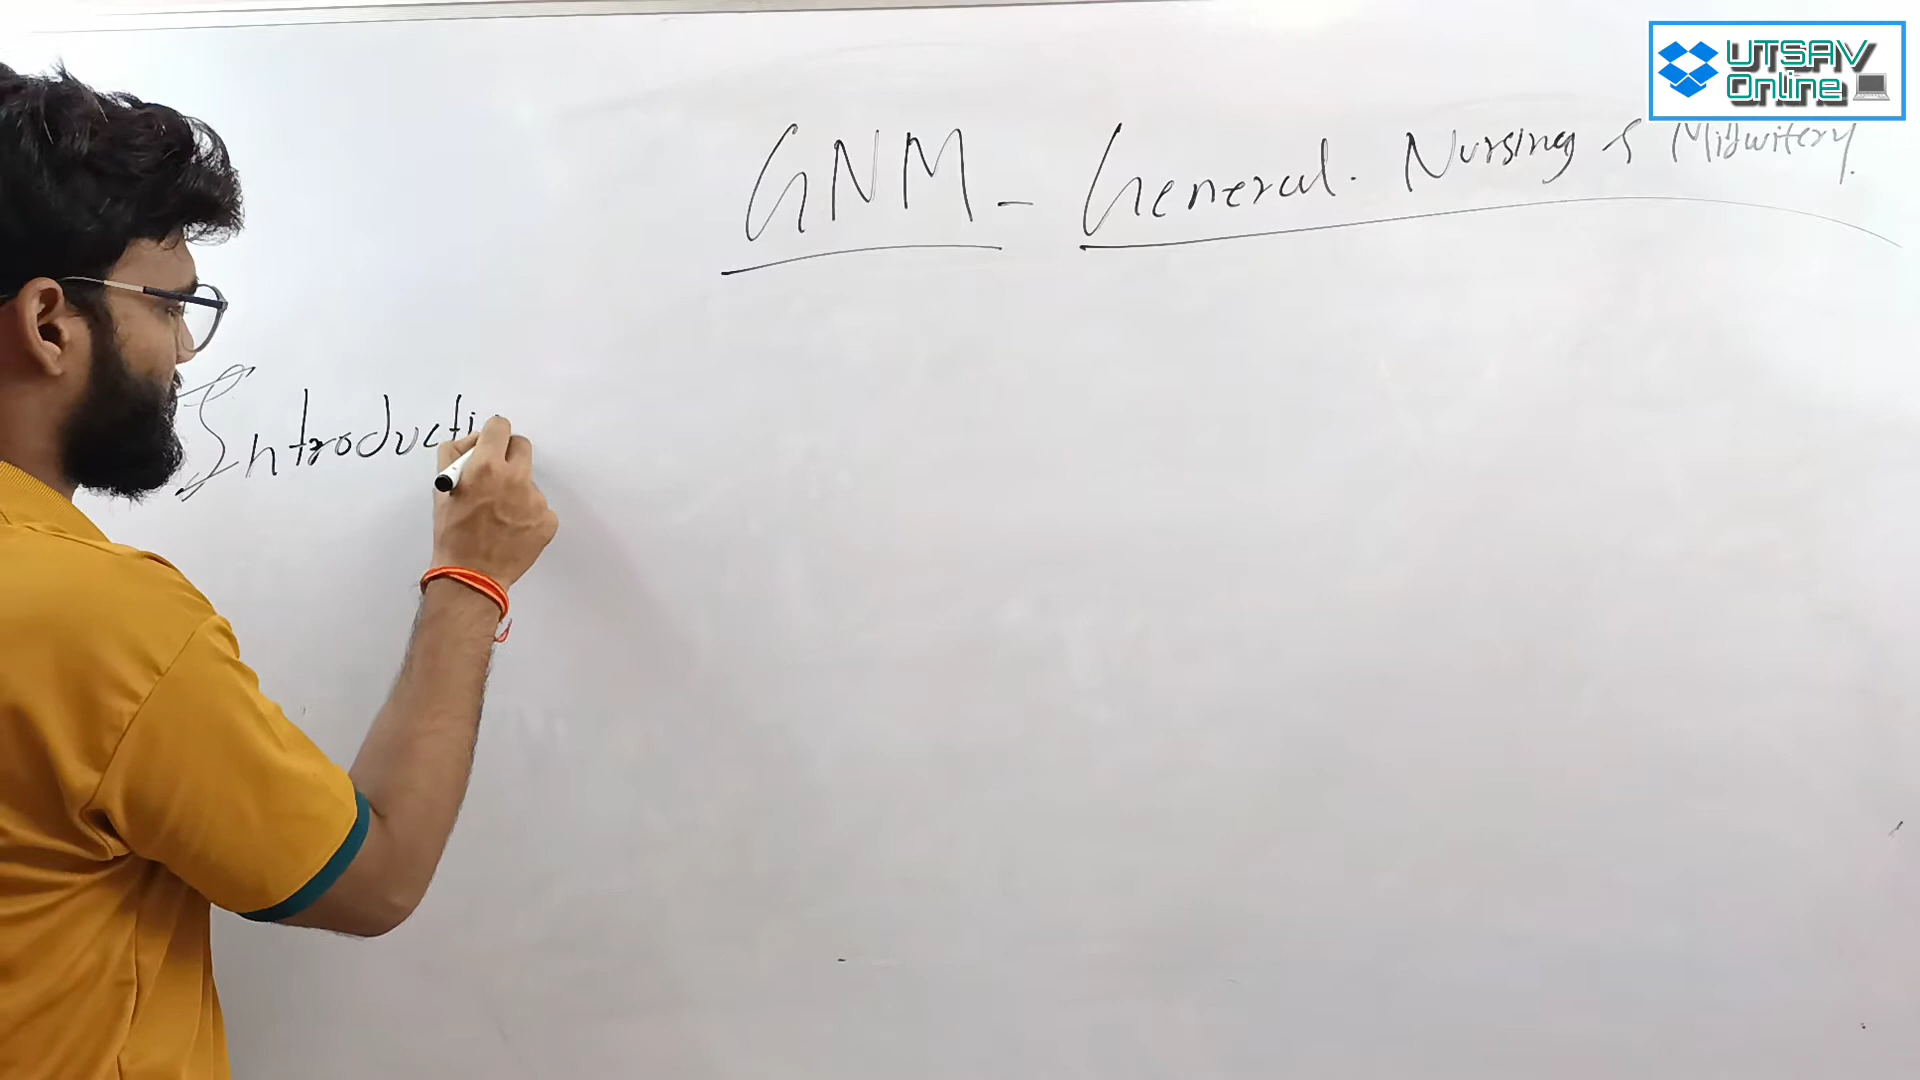 UTSAV
Online
GNM - General. Nursing & Midwifery.
Introducti